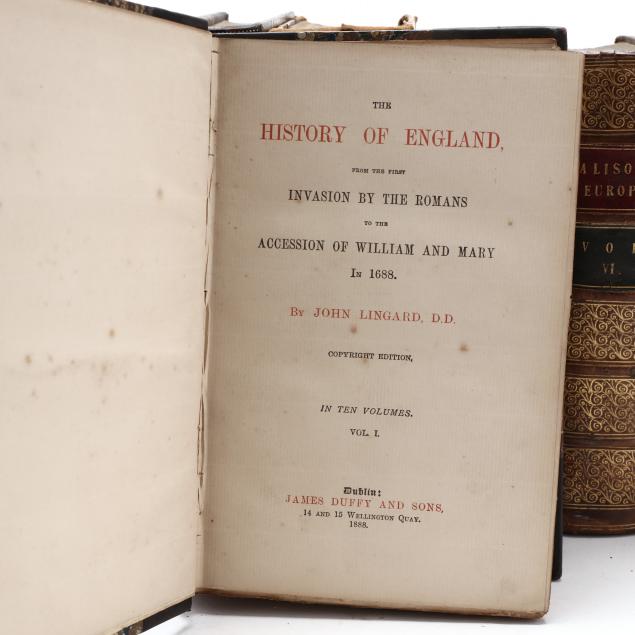 THE
HISTORY OF ENGLAND,
FROM THE FIRST
INVASION BY THE ROMANS
TO THE
ACCESSION OF WILLIAM AND MARY
IN 1688.
BY JOHN LINGARD, D.D.
COPYRIGHT EDITION,
IN TEN VOLUMES.
VOL. I.
Dublin:
JAMES DUFFY AND SONS,
14 AND 15 WELLINGTON QUAY.
1888.
ALISO
EUROP
VOL
VI.